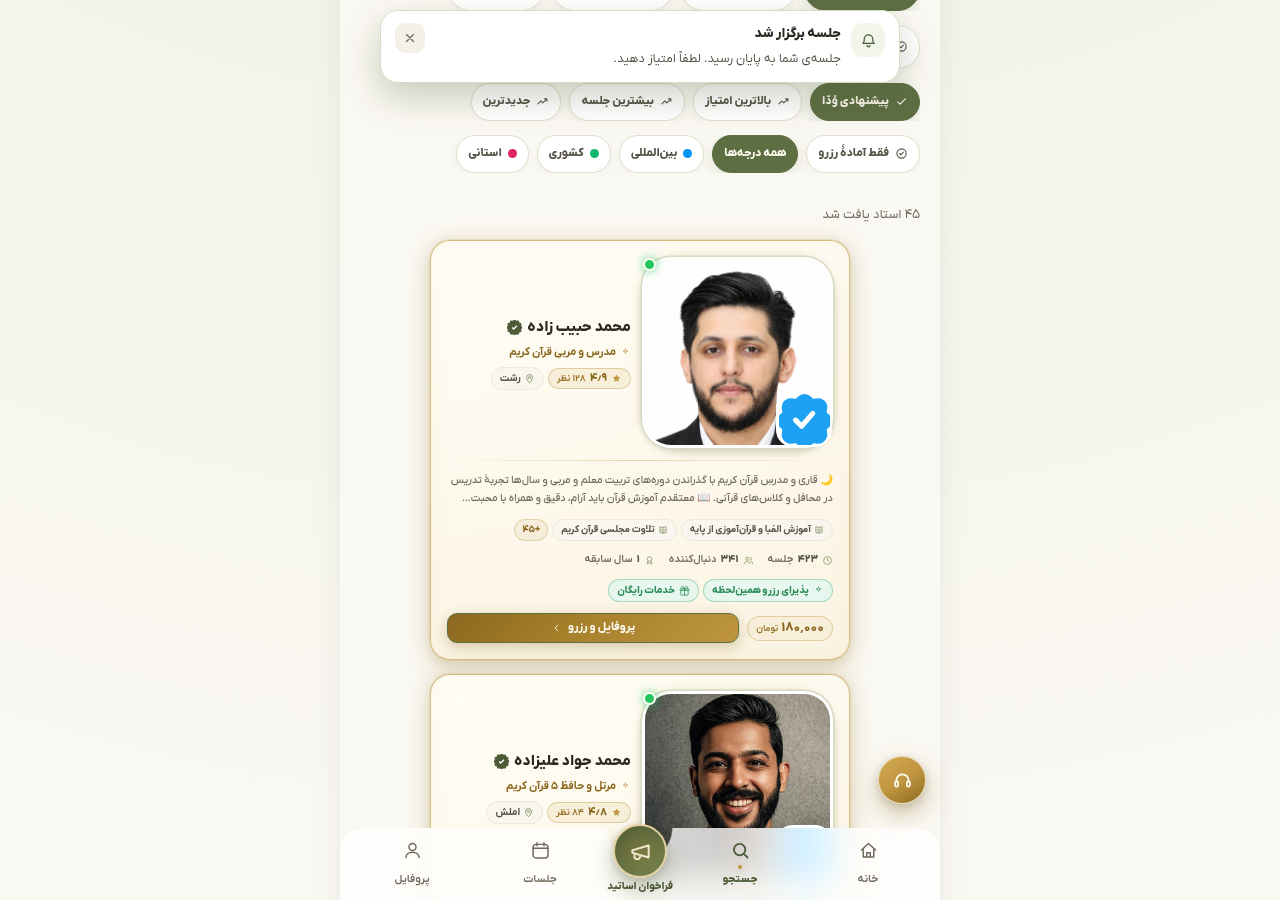 جلسه برگزار شد
جلسه‌ی شما به پایان رسید. لطفاً امتیاز دهید.
پیشنهادی وُدّا
بالاترین امتیاز
بیشترین جلسه
جدیدترین
فقط آمادهٔ رزرو
همه درجه‌ها
بین‌المللی
کشوری
استانی
۴۵ استاد یافت شد
محمد حبیب زاده
مدرس و مربی قرآن کریم
۴٫۹ ۱۲۸ نظر
رشت
🌙 قاری و مدرس قرآن کریم با گذراندن دوره‌های تربیت معلم و مربی و سال‌ها تجربهٔ تدریس
در محافل و کلاس‌های قرآنی. 📖 معتقدم آموزش قرآن باید آرام، دقیق و همراه با محبت...
آموزش الفبا و قرآن‌آموزی از پایه
تلاوت مجلسی قرآن کریم
+۴۵
۴۲۳ جلسه
۳۴۱ دنبال‌کننده
۱ سال سابقه
پذیرای رزرو همین‌لحظه
خدمات رایگان
۱۸۰٬۰۰۰ تومان
پروفایل و رزرو
محمد جواد علیزاده
مرتل و حافظ ۵ قرآن کریم
۴٫۸ ۸۴ نظر
املش
خانه
جستجو
فراخوان اساتید
جلسات
پروفایل